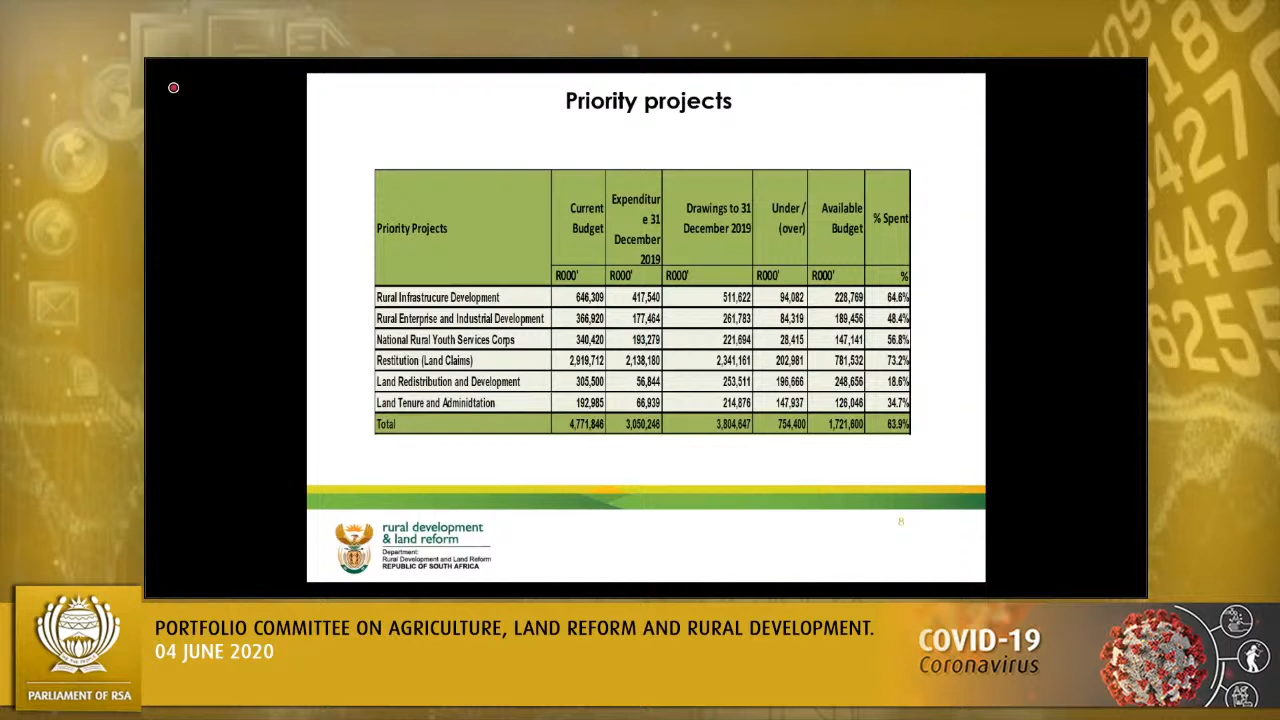 Priority projects
Priority Projects
Current Budget
Expenditur e 31 December 2019
Drawings to 31 December 2019
Under / (over)
Available Budget
% Spent
R000' R000' R000' R000' R000' %
Rural Infrastrucure Development 646,309 417,540 511,622 94,082 228,769 64.6%
Rural Enterprise and Industrial Development 366,920 177,464 261,783 84,319 189,456 48.4%
National Rural Youth Services Corps 340,420 193,279 221,694 28,415 147,141 56.8%
Restitution (Land Claims) 2,919,712 2,138,180 2,341,161 202,981 781,532 73.2%
Land Redistribution and Development 305,500 56,844 253,511 196,666 248,656 18.6%
Land Tenure and Adminidtation 192,985 66,939 214,876 147,937 126,046 34.7%
Total 4,771,846 3,050,246 3,804,647 754,400 1,721,600 63.9%
8
rural development
& land reform
Department:
Rural Development and Land Reform
REPUBLIC OF SOUTH AFRICA
PORTFOLIO COMMITTEE ON AGRICULTURE, LAND REFORM AND RURAL DEVELOPMENT.
04 JUNE 2020
PARLIAMENT OF RSA
COVID-19
Coronavirus